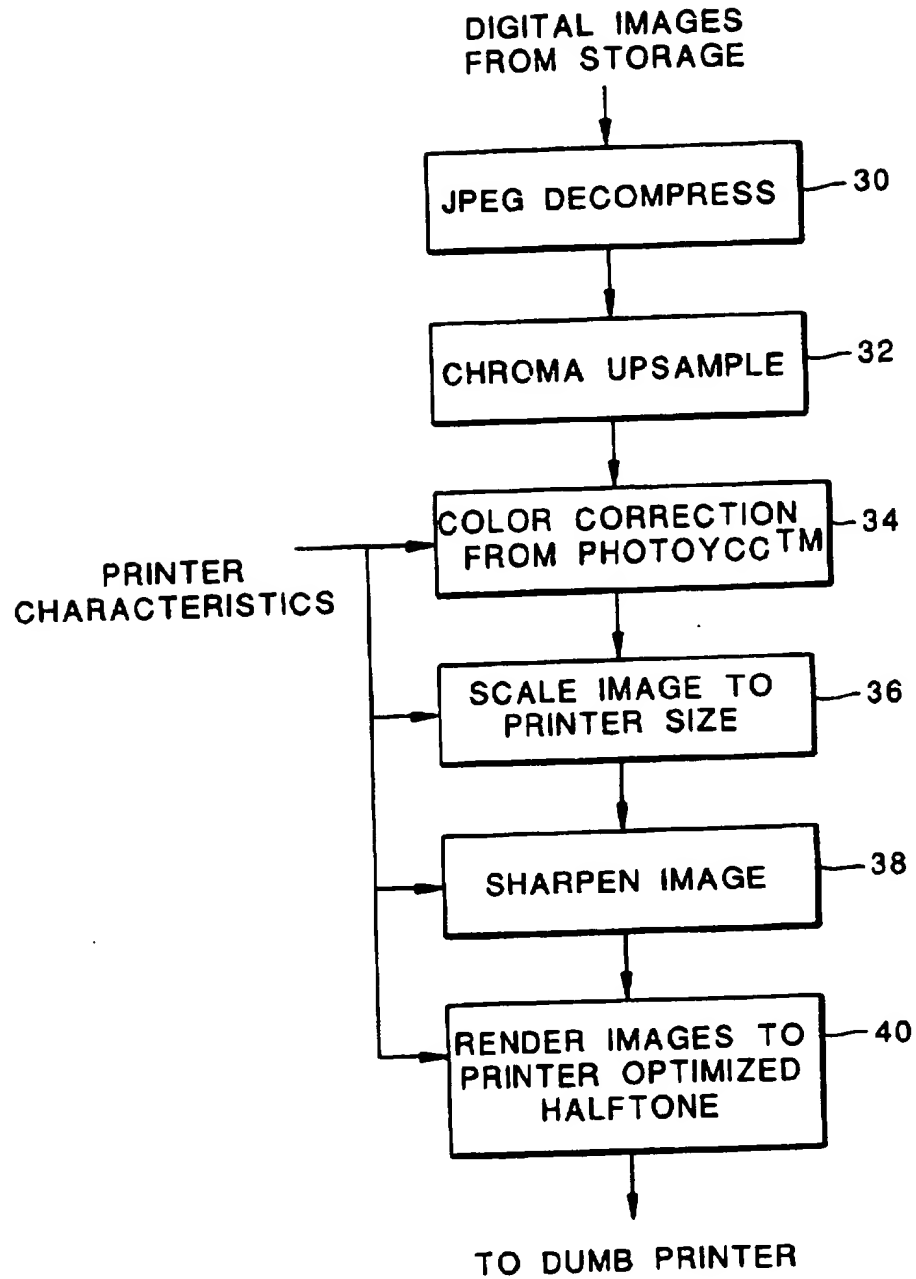 DIGITAL IMAGES
FROM STORAGE
JPEG DECOMPRESS
30
CHROMA UPSAMPLE
32
COLOR CORRECTION
FROM PHOTOYCC™
34
PRINTER
CHARACTERISTICS
SCALE IMAGE TO
PRINTER SIZE
36
SHARPEN IMAGE
38
RENDER IMAGES TO
PRINTER OPTIMIZED
HALFTONE
40
TO DUMB PRINTER